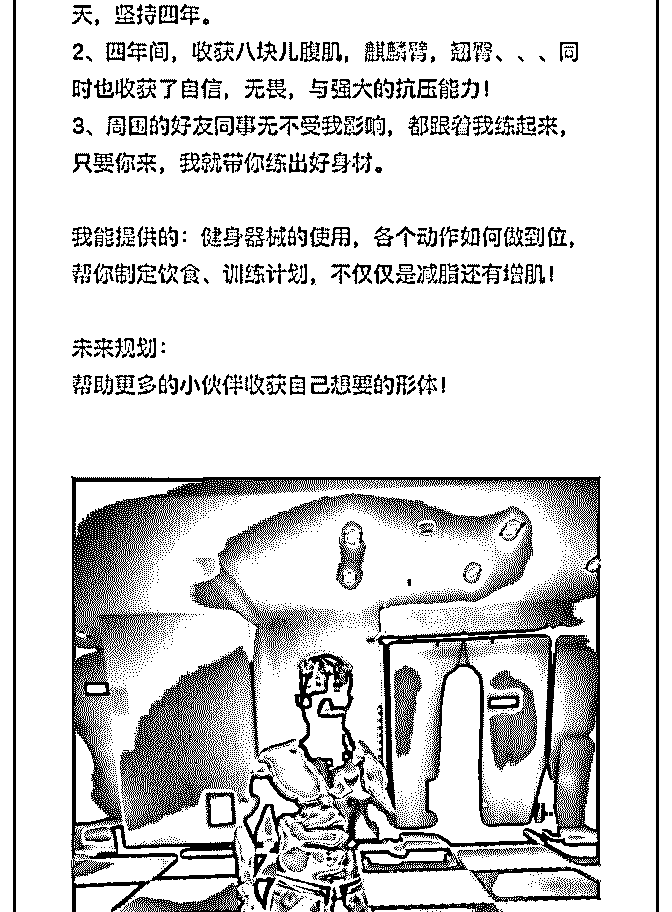 天，坚持四年。
2、四年间，收获八块儿腹肌，麒麟臂，翘臀、、、同
时也收获了自信，无畏，与强大的抗压能力！
3、周围的好友同事无不受我影响，都跟着我练起来，
只要你来，我就带你练出好身材。
我能提供的：健身器械的使用，各个动作如何做到位，
帮你制定饮食、训练计划，不仅仅是减脂还有增肌！
未来规划：
帮助更多的小伙伴收获自己想要的形体！